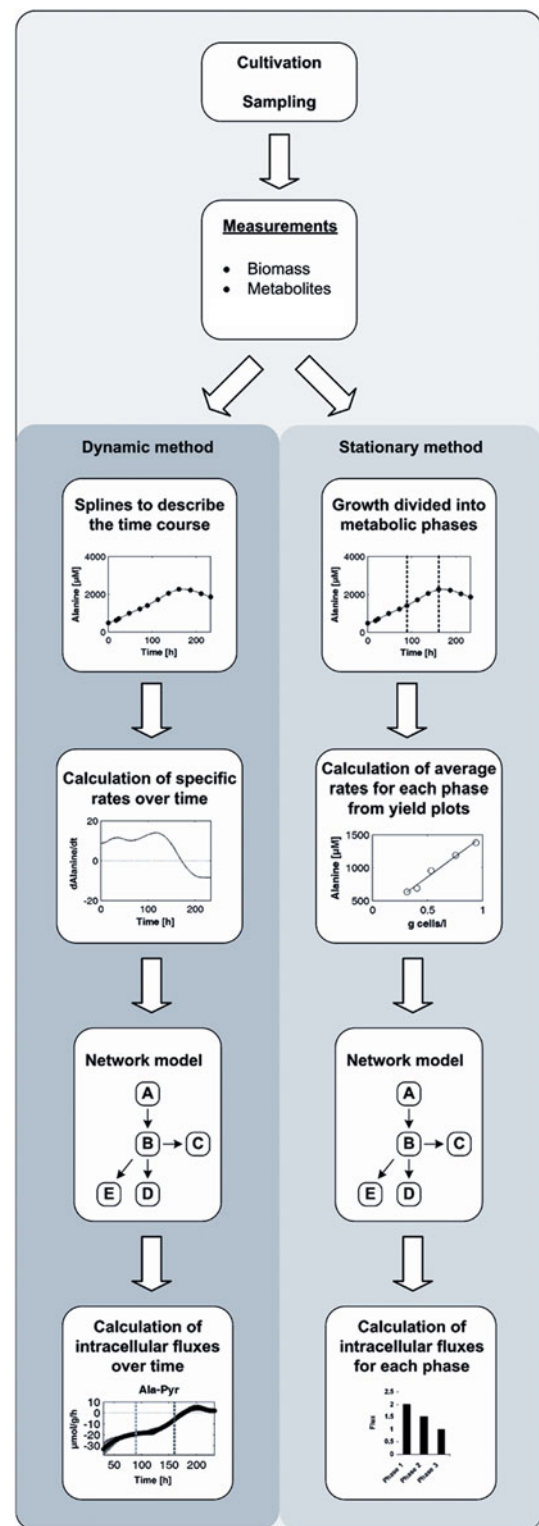 Cultivation
Sampling
Measurements
• Biomass
• Metabolites
Dynamic method
Splines to describe
the time course
4000
2000
0
Alanine [µM]
0
100
200
Time [h]
Calculation of specific
rates over time
20
0
-20
dAlanine/dt
0
100
200
Time [h]
Network model
A
B
C
E
D
Calculation of
intracellular fluxes
over time
Ala-Pyr
10
0
-10
-20
-30
µmol/g/h
50
100
150
200
Time [h]
Stationary method
Growth divided into
metabolic phases
4000
2000
0
Alanine [µM]
0
100
200
Time [h]
Calculation of average
rates for each phase
from yield plots
1500
1000
500
Alanine [µM]
0
0.5
1
g cells/l
Network model
A
B
C
E
D
Calculation of
intracellular fluxes
for each phase
2.5
2
1.5
1
0.5
0
Flux
Phase 1
Phase 2
Phase 3